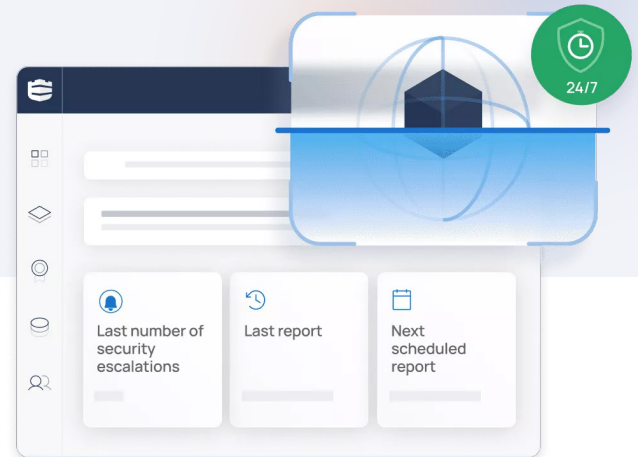 24/7
Last number of
security
escalations
Last report
Next
scheduled
report